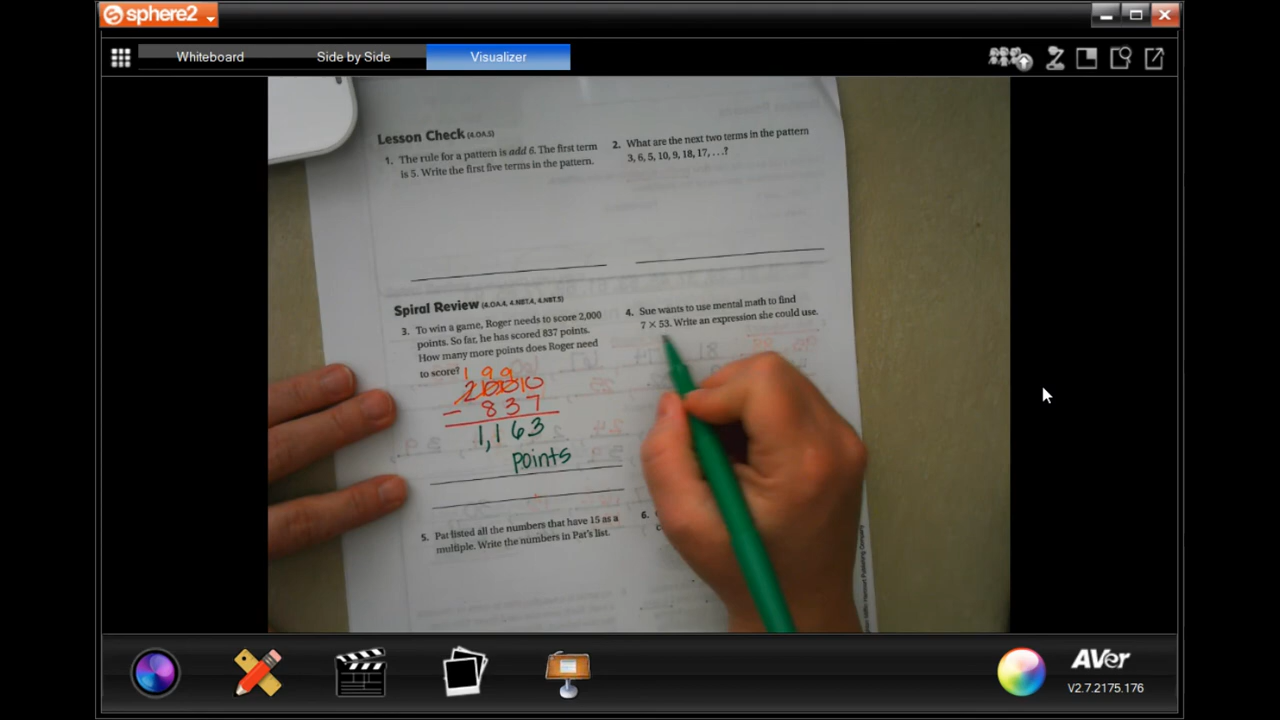 sphere2
Whiteboard
Side by Side
Visualizer
Lesson Check (4.OA.5)
1. The rule for a pattern is add 6. The first term
is 5. Write the first five terms in the pattern.
2. What are the next two terms in the pattern
3, 6, 5, 10, 9, 18, 17, . . .?
Spiral Review (4.OA.4, 4.NBT.4, 4.NBT.5)
3. To win a game, Roger needs to score 2,000
points. So far, he has scored 837 points.
How many more points does Roger need
to score?
1 9 9
2 10 10 10
- 8 3 7
1,163
points
4. Sue wants to use mental math to find
7 × 53. Write an expression she could use.
5. Pat listed all the numbers that have 15 as a
multiple. Write the numbers in Pat's list.
6.
AVer
V2.7.2175.176